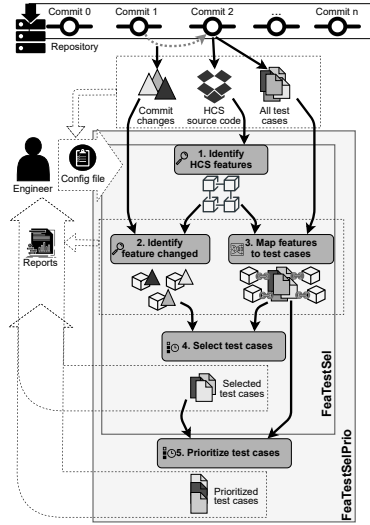 Commit 0 Commit 1 Commit 2 ... Commit n
Repository
Commit
changes
HCS
source code
All test
cases
Engineer
Config file
1. Identify
HCS features
Reports
2. Identify
feature changed
3. Map features
to test cases
4. Select test cases
FeaTestSel
Selected
test cases
5. Prioritize test cases
FeaTestSelPrio
Prioritized
test cases